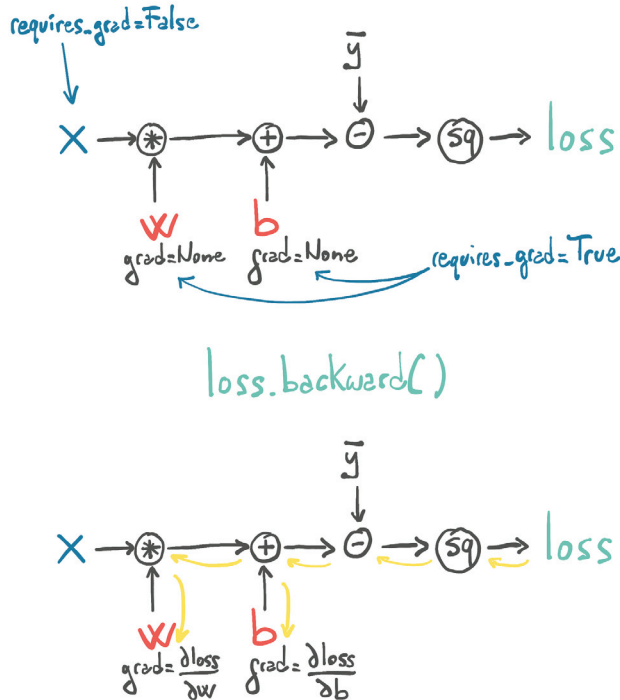 requires_grad=False
ȳ
X * + - sq loss
w b
grad=None grad=None requires_grad=True
loss.backward()
ȳ
X * + - sq loss
w b
grad=∂loss/∂w grad=∂loss/∂b